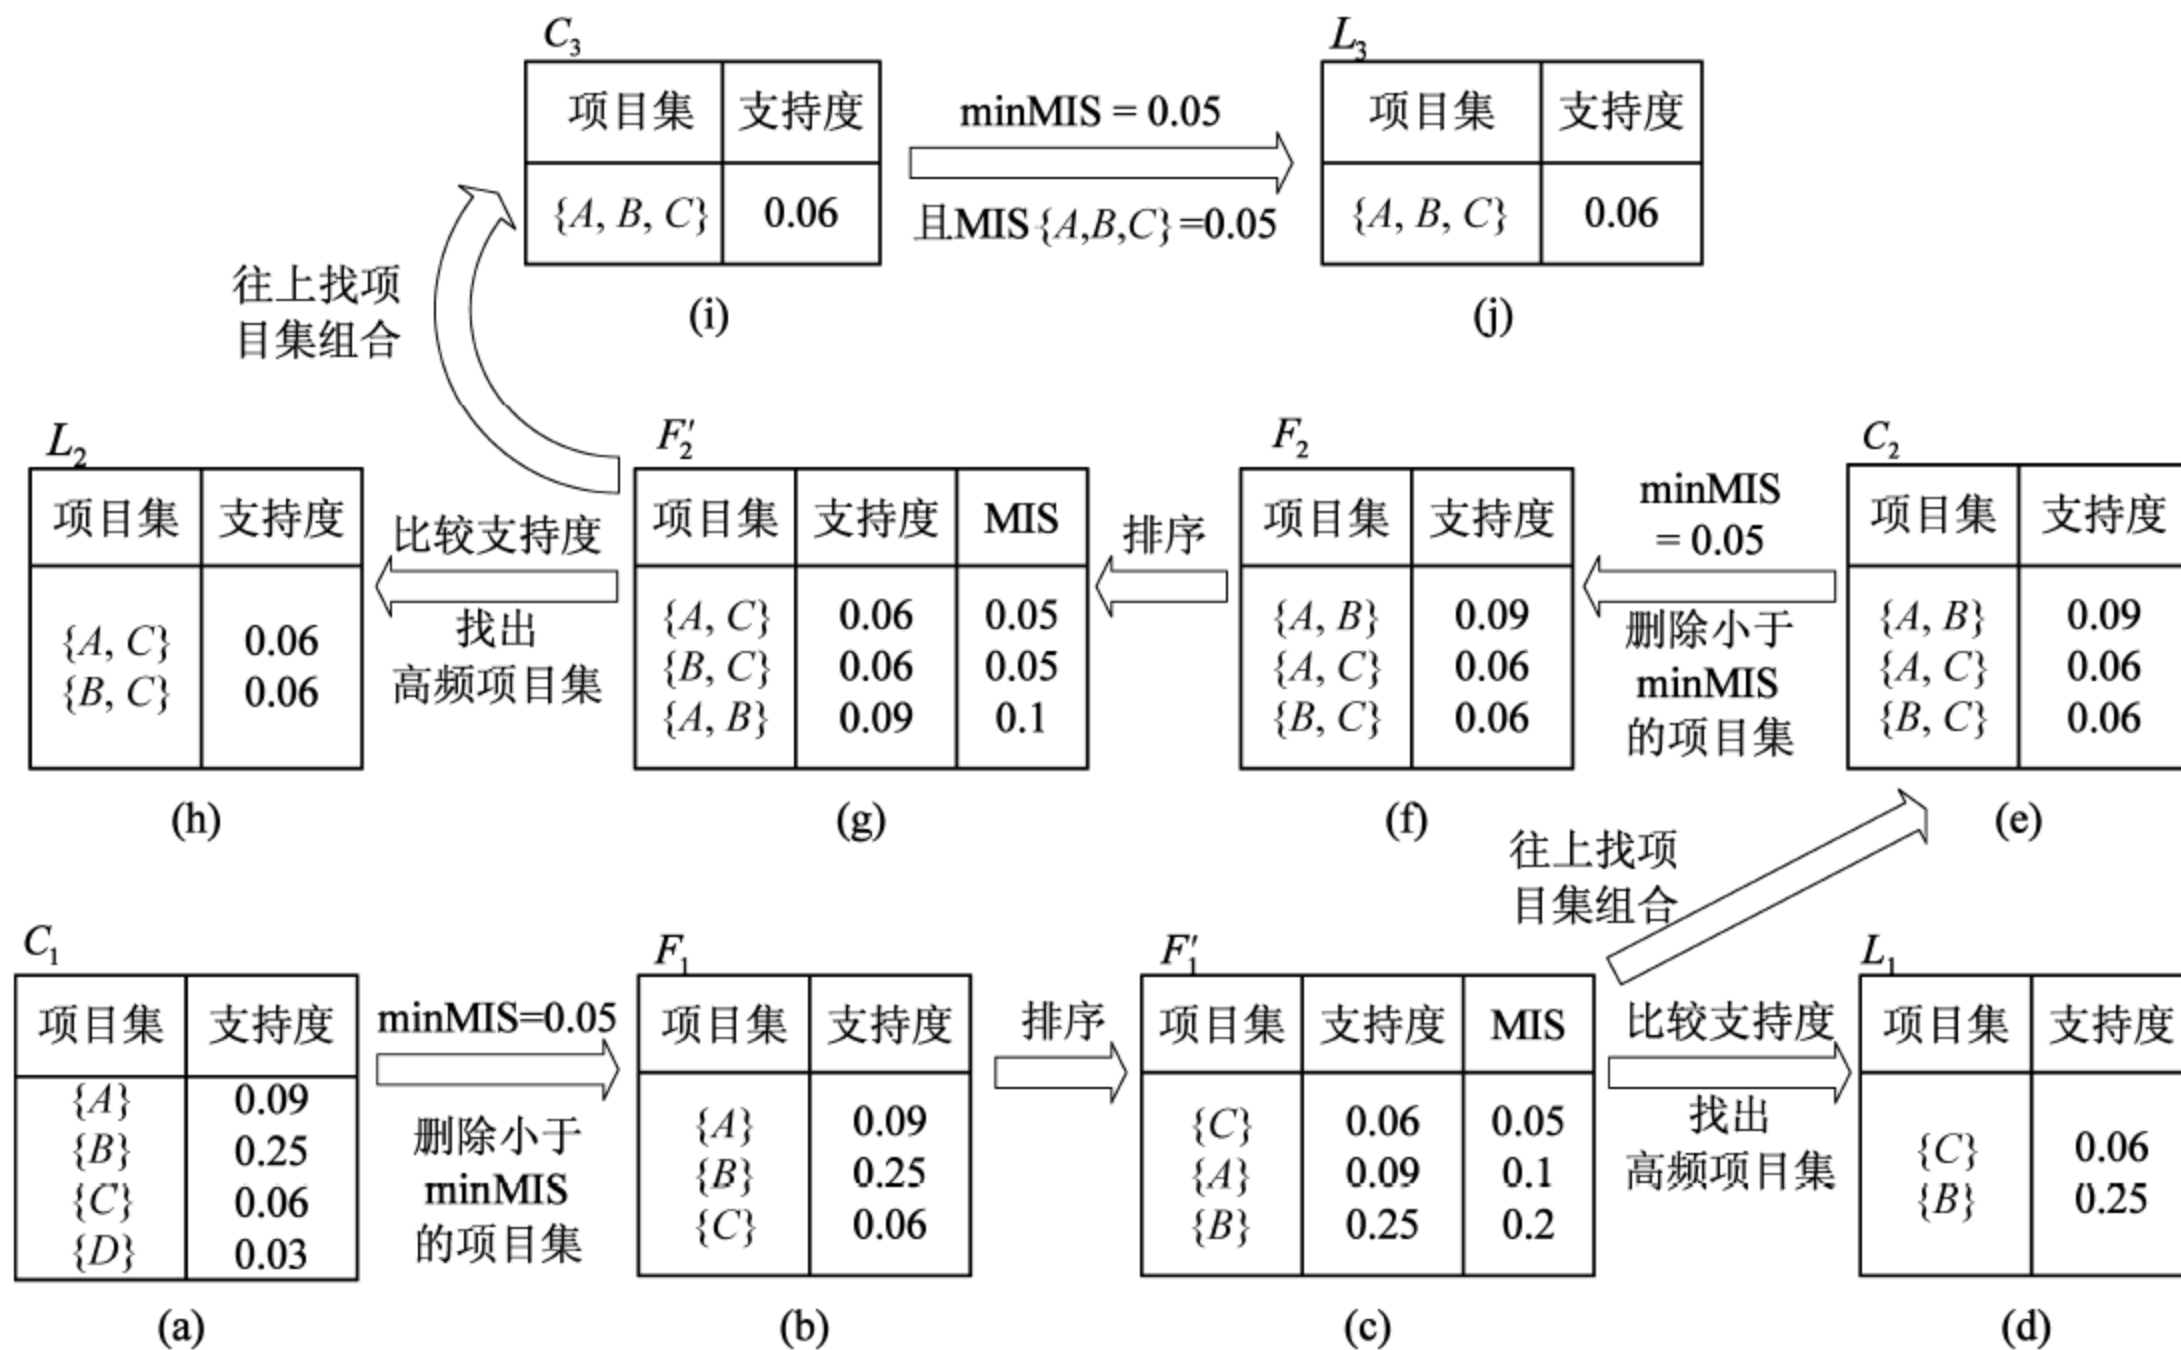 C₃
项目集 支持度
{A, B, C} 0.06
(i)
minMIS = 0.05
且MIS{A,B,C}=0.05
L₃
项目集 支持度
{A, B, C} 0.06
(j)
往上找项
目集组合
L₂
项目集 支持度
{A, C} 0.06
{B, C} 0.06
(h)
比较支持度
找出
高频项目集
F′₂
项目集 支持度 MIS
{A, C} 0.06 0.05
{B, C} 0.06 0.05
{A, B} 0.09 0.1
(g)
排序
F₂
项目集 支持度
{A, B} 0.09
{A, C} 0.06
{B, C} 0.06
(f)
minMIS
= 0.05
删除小于
minMIS
的项目集
C₂
项目集 支持度
{A, B} 0.09
{A, C} 0.06
{B, C} 0.06
(e)
往上找项
目集组合
C₁
项目集 支持度
{A} 0.09
{B} 0.25
{C} 0.06
{D} 0.03
(a)
minMIS=0.05
删除小于
minMIS
的项目集
F₁
项目集 支持度
{A} 0.09
{B} 0.25
{C} 0.06
(b)
排序
F′₁
项目集 支持度 MIS
{C} 0.06 0.05
{A} 0.09 0.1
{B} 0.25 0.2
(c)
比较支持度
找出
高频项目集
L₁
项目集 支持度
{C} 0.06
{B} 0.25
(d)